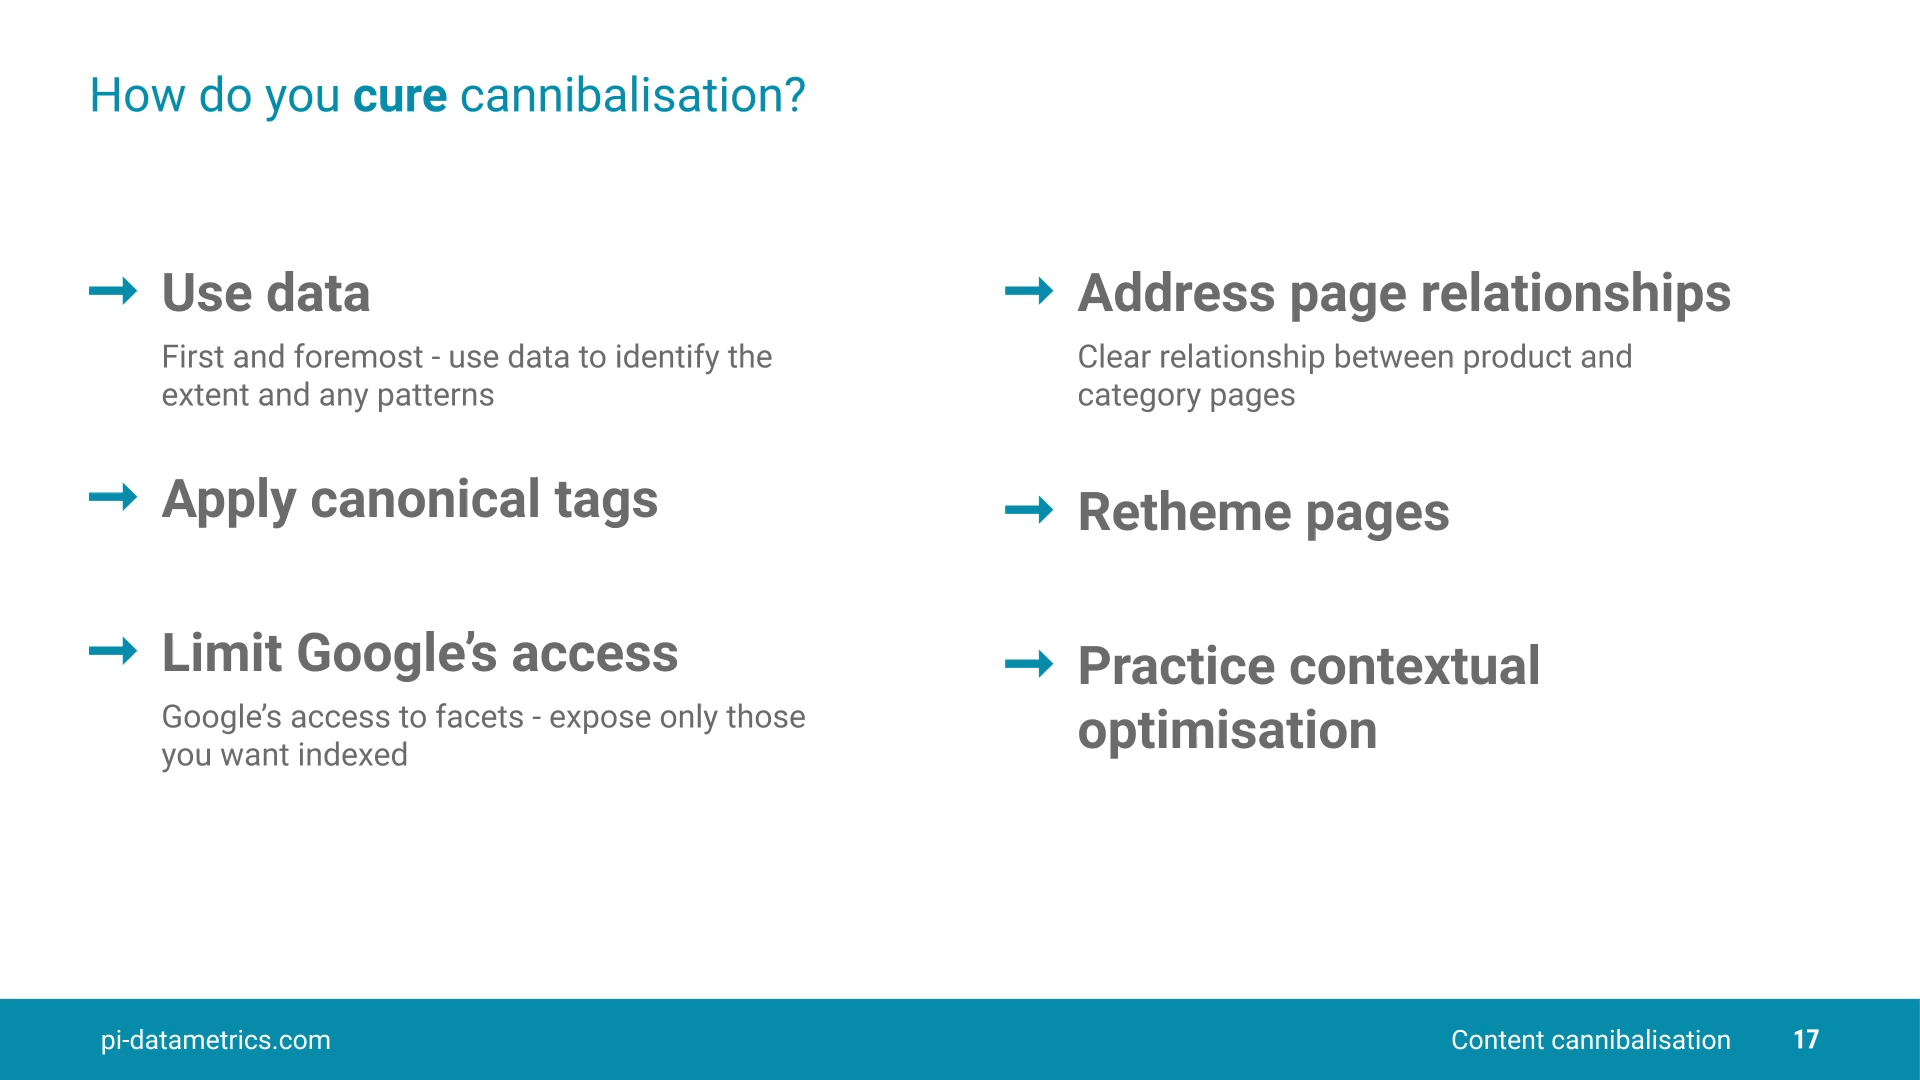 How do you cure cannibalisation?
Use data
First and foremost - use data to identify the
extent and any patterns
Apply canonical tags
Limit Google’s access
Google’s access to facets - expose only those
you want indexed
Address page relationships
Clear relationship between product and
category pages
Retheme pages
Practice contextual
optimisation
pi-datametrics.com
Content cannibalisation 17